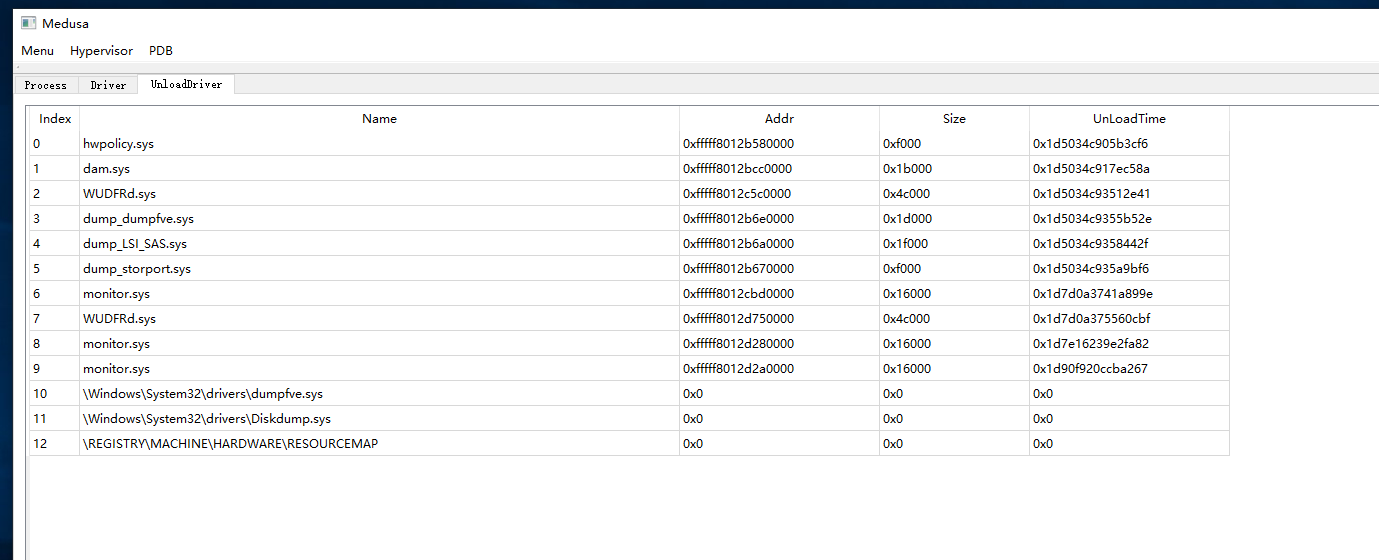 Medusa
Menu Hypervisor PDB
Process Driver UnloadDriver
Index Name Addr Size UnLoadTime
0 hwpolicy.sys 0xfffff8012b580000 0xf000 0x1d5034c905b3cf6
1 dam.sys 0xfffff8012bcc0000 0x1b000 0x1d5034c917ec58a
2 WUDFRd.sys 0xfffff8012c5c0000 0x4c000 0x1d5034c93512e41
3 dump_dumpfve.sys 0xfffff8012b6e0000 0x1d000 0x1d5034c9355b52e
4 dump_LSI_SAS.sys 0xfffff8012b6a0000 0x1f000 0x1d5034c9358442f
5 dump_storport.sys 0xfffff8012b670000 0xf000 0x1d5034c935a9bf6
6 monitor.sys 0xfffff8012cbd0000 0x16000 0x1d7d0a3741a899e
7 WUDFRd.sys 0xfffff8012d750000 0x4c000 0x1d7d0a375560cbf
8 monitor.sys 0xfffff8012d280000 0x16000 0x1d7e16239e2fa82
9 monitor.sys 0xfffff8012d2a0000 0x16000 0x1d90f920ccba267
10 \Windows\System32\drivers\dumpfve.sys 0x0 0x0 0x0
11 \Windows\System32\drivers\Diskdump.sys 0x0 0x0 0x0
12 \REGISTRY\MACHINE\HARDWARE\RESOURCEMAP 0x0 0x0 0x0